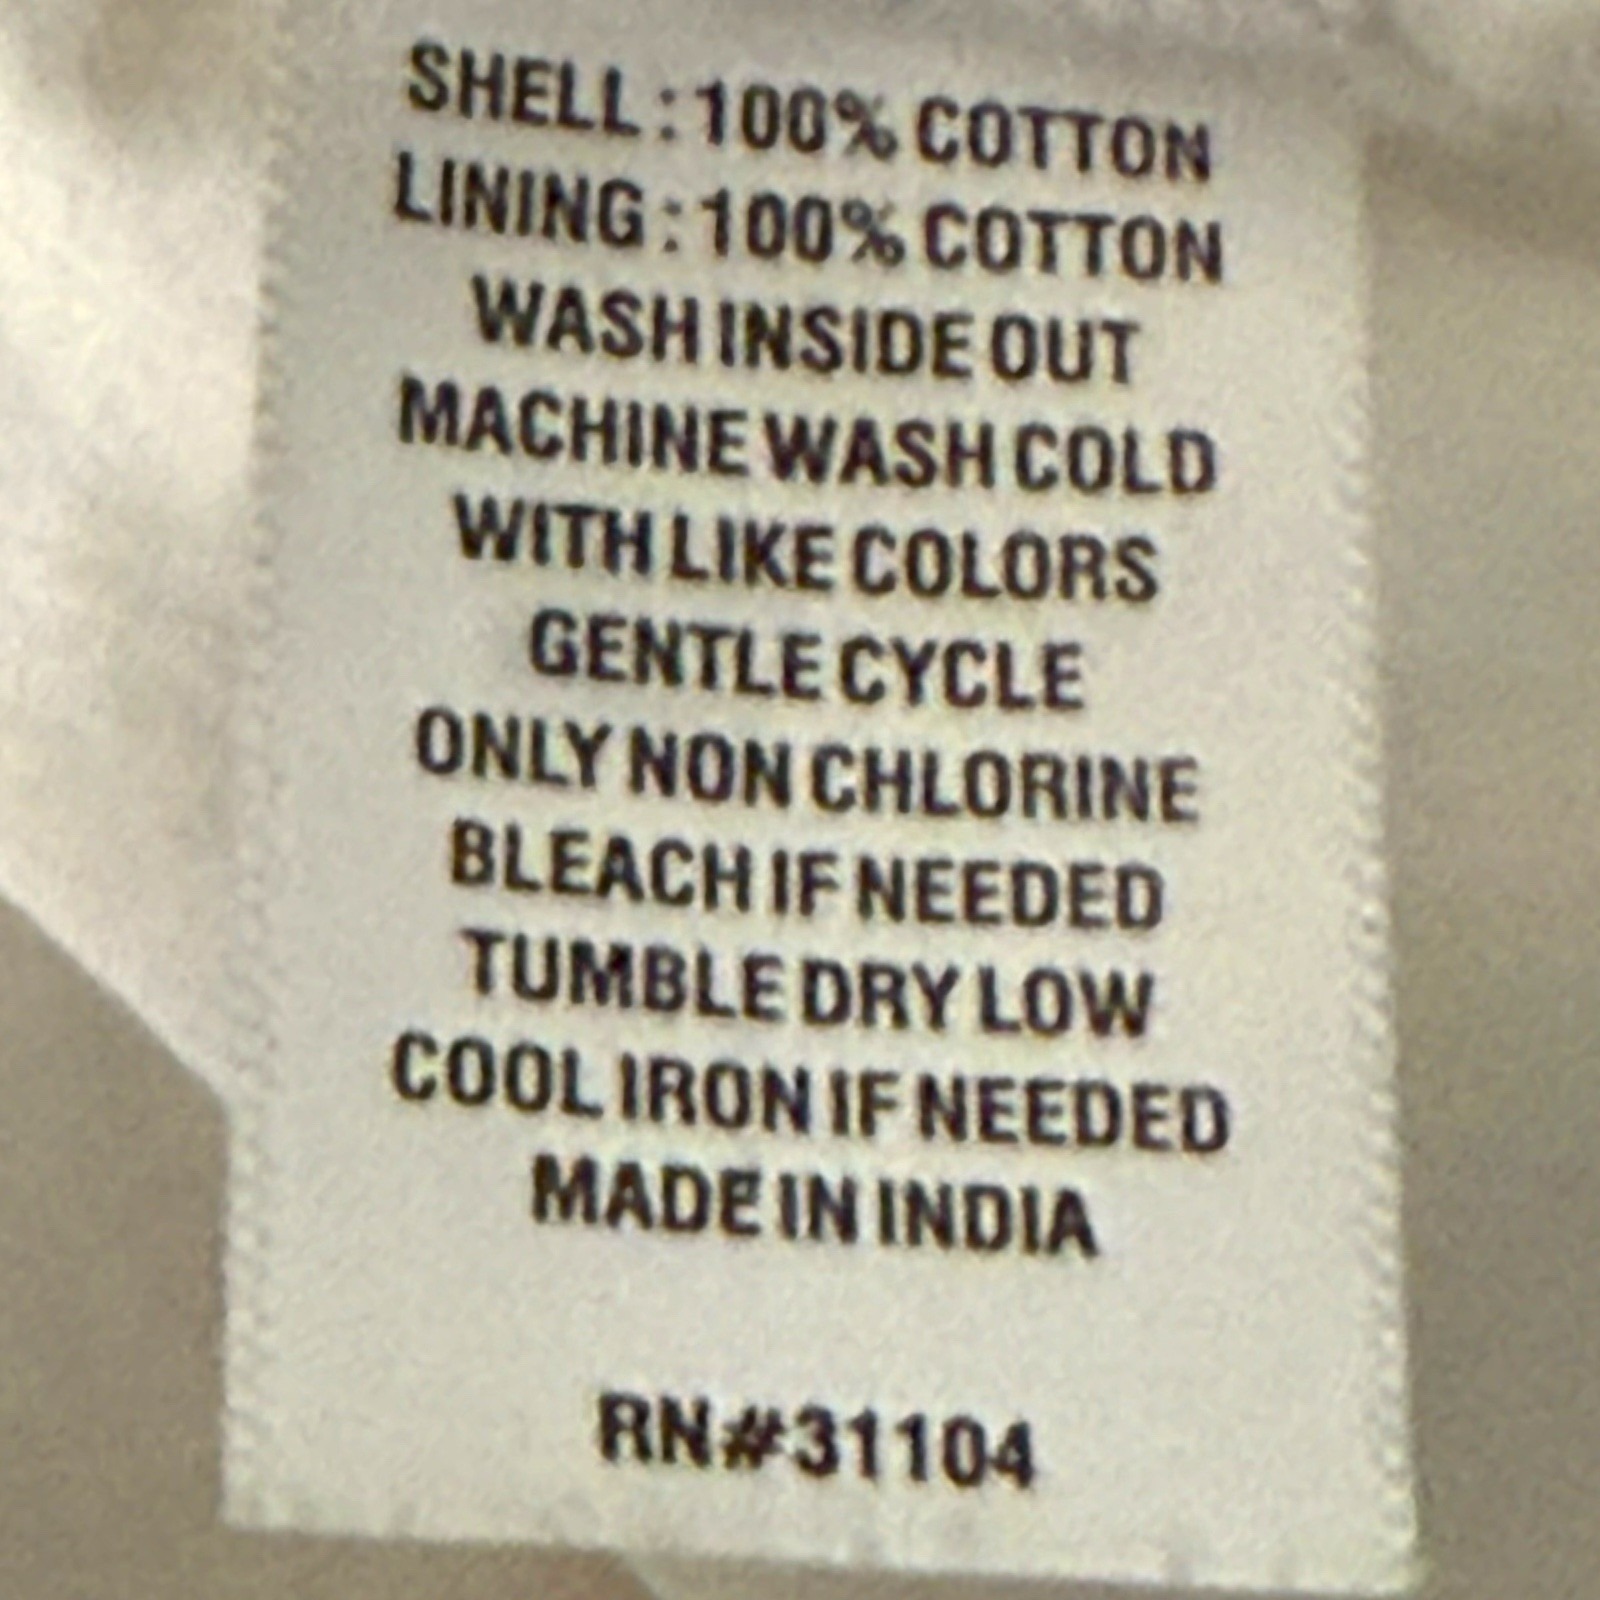 SHELL : 100% COTTON
LINING : 100% COTTON
WASH INSIDE OUT
MACHINE WASH COLD
WITH LIKE COLORS
GENTLE CYCLE
ONLY NON CHLORINE
BLEACH IF NEEDED
TUMBLE DRY LOW
COOL IRON IF NEEDED
MADE IN INDIA
RN#31104